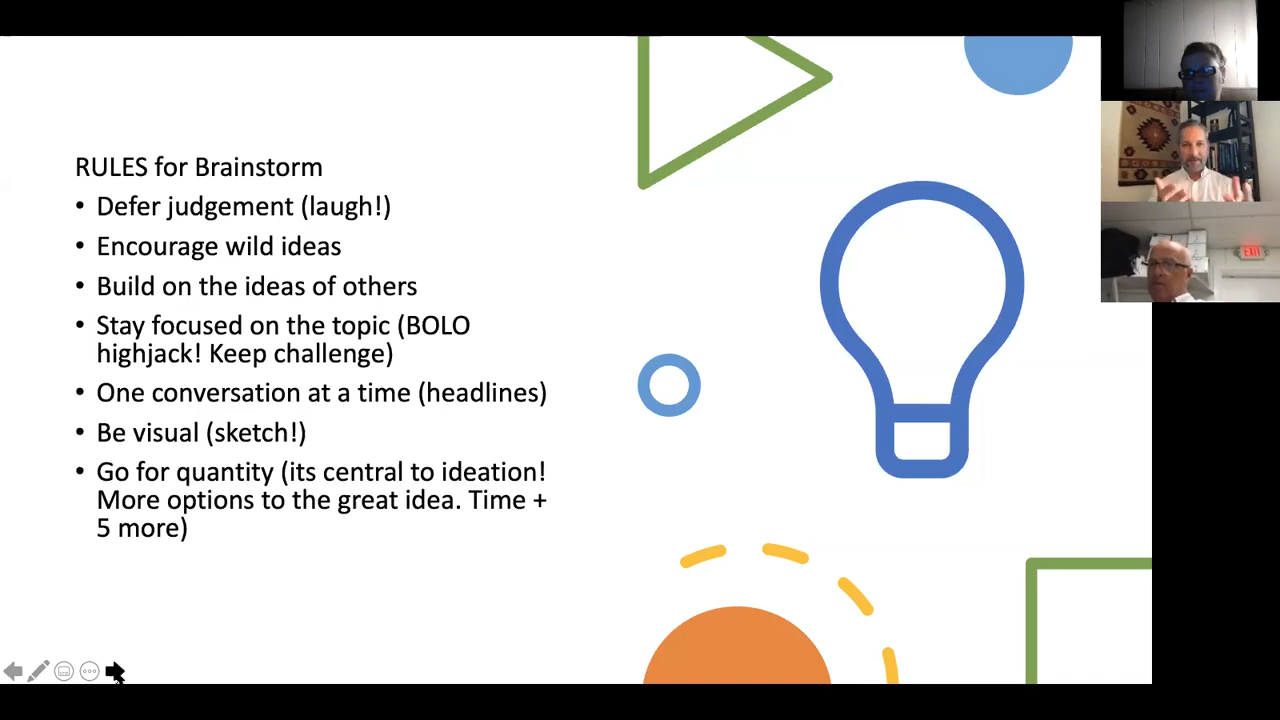 RULES for Brainstorm
• Defer judgement (laugh!)
• Encourage wild ideas
• Build on the ideas of others
• Stay focused on the topic (BOLO
highjack! Keep challenge)
• One conversation at a time (headlines)
• Be visual (sketch!)
• Go for quantity (its central to ideation!
More options to the great idea. Time +
5 more)
EXIT